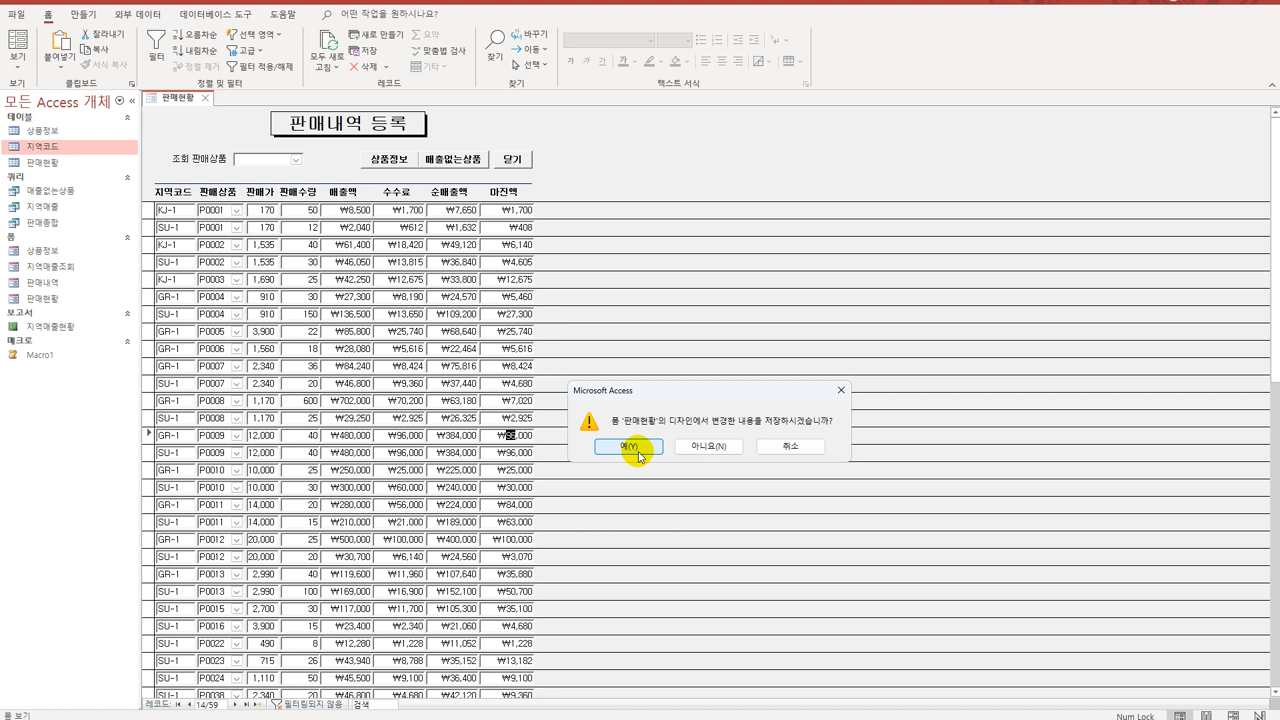 파일 홈 만들기 외부 데이터 데이터베이스 도구 도움말 어떤 작업을 원하시나요?
보기 붙여넣기 잘라내기 복사 서식 복사 필터 오름차순 내림차순 정렬 제거 선택 영역 고급 필터 적용/해제 모두 새로 고침 새로 만들기 저장 삭제 요약 맞춤법 검사 기타 찾기 바꾸기 이동 선택
보기 클립보드 정렬 및 필터 레코드 찾기 텍스트 서식
모든 Access 개체
테이블
상품정보
지역코드
판매현황
쿼리
매출없는상품
지역매출
판매종합
폼
상품정보
지역매출조회
판매내역
판매현황
보고서
지역매출현황
매크로
Macro1
판매현황
판매내역 등록
조회 판매상품 상품정보 매출없는상품 닫기
지역코드 판매상품 판매가 판매수량 매출액 수수료 순매출액 마진액
KJ-1 P0001 170 50 ₩8,500 ₩1,700 ₩7,650 ₩1,700
SU-1 P0001 170 12 ₩2,040 ₩612 ₩1,632 ₩408
KJ-1 P0002 1,535 40 ₩61,400 ₩18,420 ₩49,120 ₩6,140
SU-1 P0002 1,535 30 ₩46,050 ₩13,815 ₩36,840 ₩4,605
KJ-1 P0003 1,690 25 ₩42,250 ₩12,675 ₩33,800 ₩12,675
GR-1 P0004 910 30 ₩27,300 ₩8,190 ₩24,570 ₩5,460
SU-1 P0004 910 150 ₩136,500 ₩13,650 ₩109,200 ₩27,300
GR-1 P0005 3,900 22 ₩85,800 ₩25,740 ₩68,640 ₩25,740
GR-1 P0006 1,560 18 ₩28,080 ₩5,616 ₩22,464 ₩5,616
GR-1 P0007 2,340 36 ₩84,240 ₩8,424 ₩75,816 ₩8,424
SU-1 P0007 2,340 20 ₩46,800 ₩9,360 ₩37,440 ₩4,680
GR-1 P0008 1,170 600 ₩702,000 ₩70,200 ₩63,180 ₩7,020
SU-1 P0008 1,170 25 ₩29,250 ₩2,925 ₩26,325 ₩2,925
GR-1 P0009 12,000 40 ₩480,000 ₩96,000 ₩384,000 ₩96,000
SU-1 P0009 12,000 40 ₩480,000 ₩96,000 ₩384,000 ₩96,000
GR-1 P0010 10,000 25 ₩250,000 ₩25,000 ₩225,000 ₩25,000
SU-1 P0010 10,000 30 ₩300,000 ₩60,000 ₩240,000 ₩30,000
GR-1 P0011 14,000 20 ₩280,000 ₩56,000 ₩224,000 ₩84,000
SU-1 P0011 14,000 15 ₩210,000 ₩21,000 ₩189,000 ₩63,000
GR-1 P0012 20,000 25 ₩500,000 ₩100,000 ₩400,000 ₩100,000
SU-1 P0012 20,000 20 ₩30,700 ₩6,140 ₩24,560 ₩3,070
GR-1 P0013 2,990 40 ₩119,600 ₩11,960 ₩107,640 ₩35,880
SU-1 P0013 2,990 100 ₩169,000 ₩16,900 ₩152,100 ₩50,700
SU-1 P0015 2,700 30 ₩117,000 ₩11,700 ₩105,300 ₩35,100
SU-1 P0016 3,900 15 ₩23,400 ₩2,340 ₩21,060 ₩4,680
SU-1 P0022 490 8 ₩12,280 ₩1,228 ₩11,052 ₩1,228
SU-1 P0023 715 26 ₩43,940 ₩8,788 ₩35,152 ₩13,182
SU-1 P0024 1,110 50 ₩45,500 ₩9,100 ₩36,400 ₩9,100
SU-1 P0038 2,340 20 ₩46,800 ₩4,680 ₩42,120 ₩9,360
Microsoft Access
폼 '판매현황'의 디자인에서 변경한 내용을 저장하시겠습니까?
예(Y) 아니요(N) 취소
레코드: 14/59 필터링되지 않음 검색
폼 보기 Num Lock